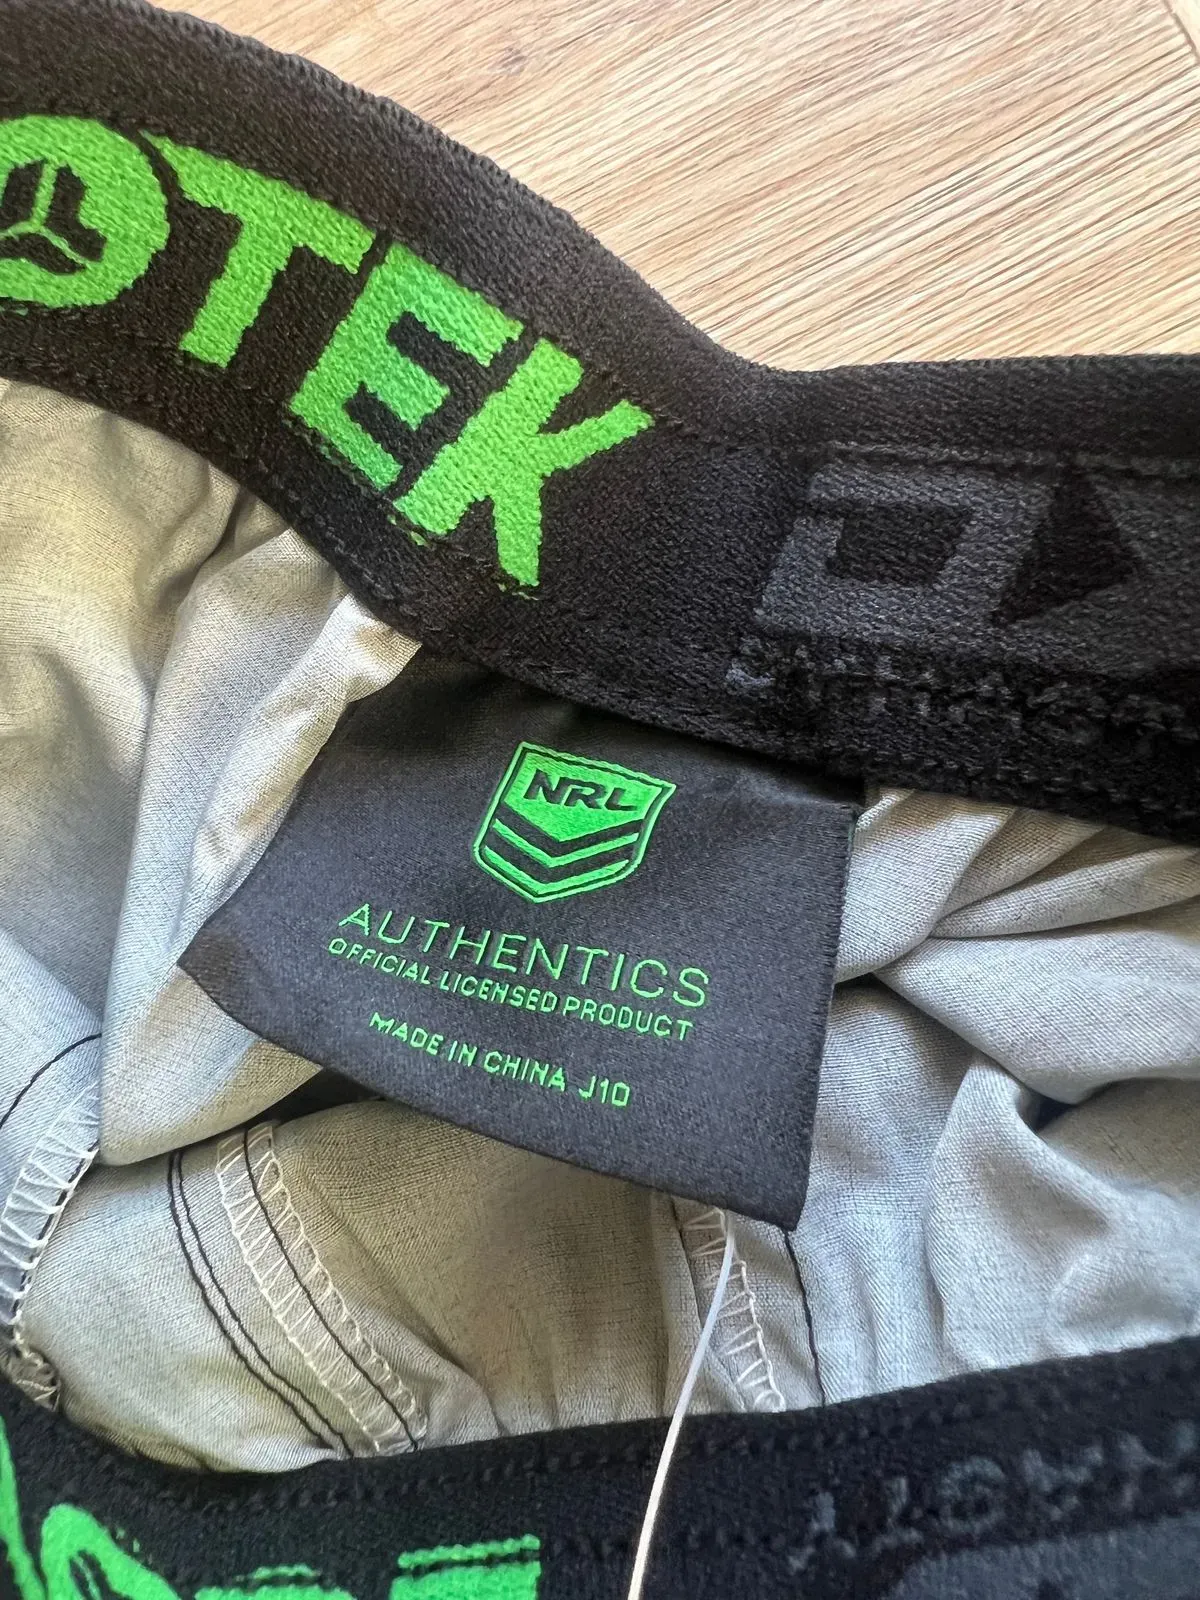 OTEK
NRL
AUTHENTICS
OFFICIAL LICENSED PRODUCT
MADE IN CHINA J10